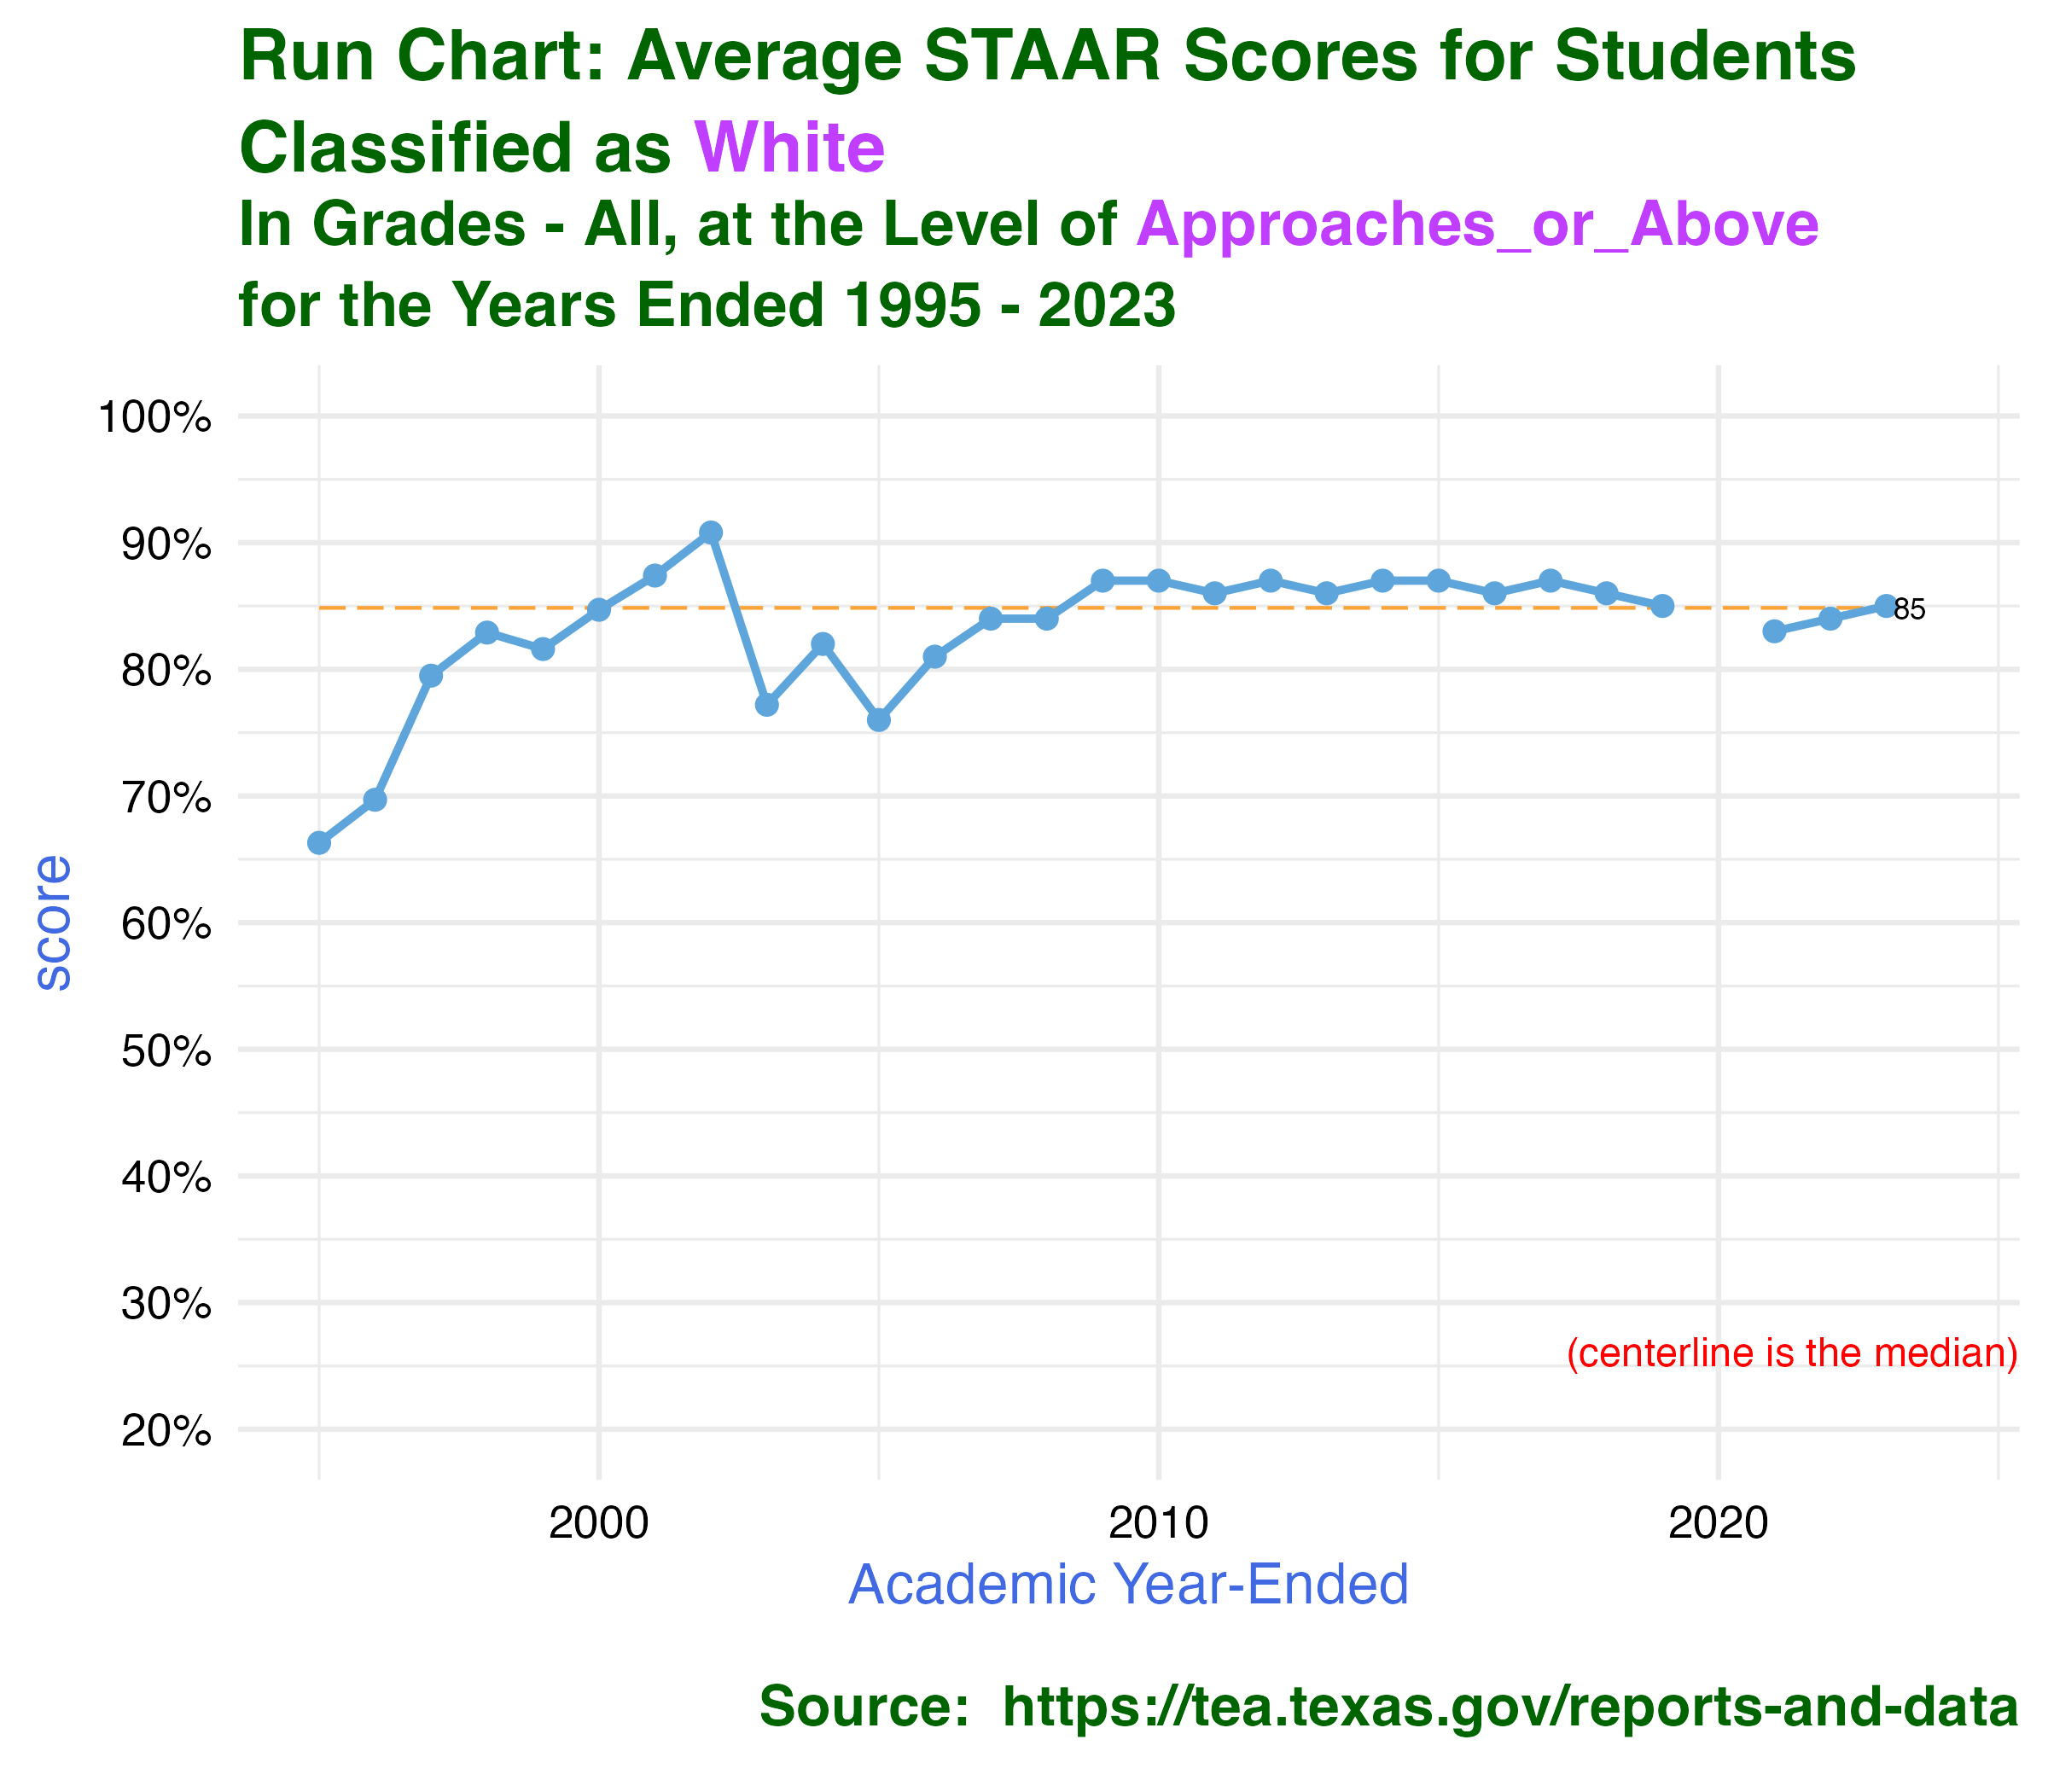 Run Chart: Average STAAR Scores for Students
Classified as White
In Grades - All, at the Level of Approaches_or_Above
for the Years Ended 1995 - 2023
100%
90%
80%
70%
60%
50%
40%
30%
20%
score
85
(centerline is the median)
2000
2010
2020
Academic Year-Ended
Source:  https://tea.texas.gov/reports-and-data